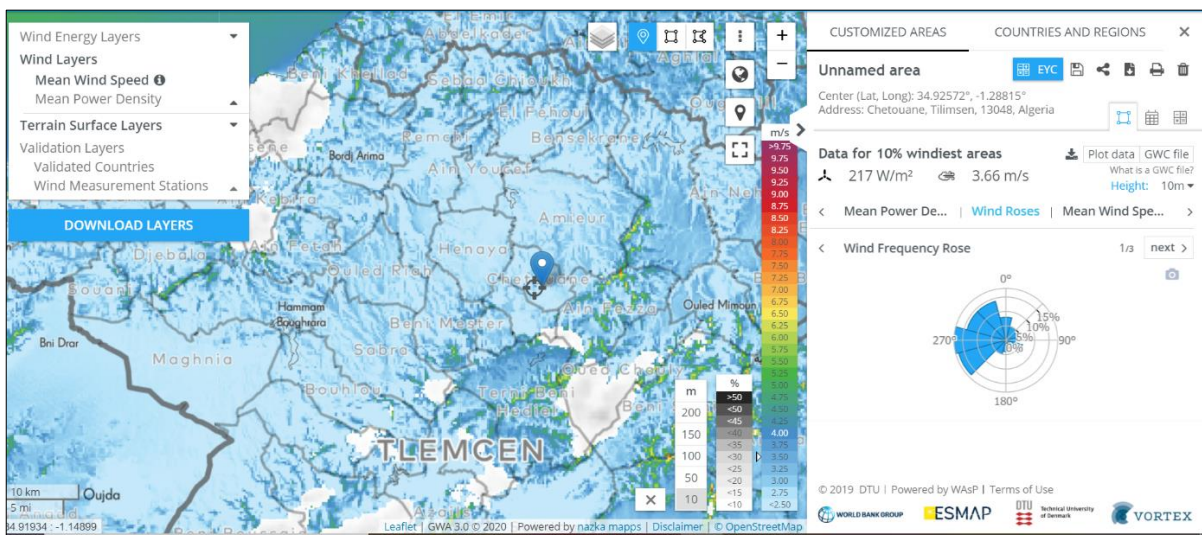 Wind Energy Layers
Wind Layers
Mean Wind Speed
Mean Power Density
Terrain Surface Layers
Validation Layers
Validated Countries
Wind Measurement Stations
DOWNLOAD LAYERS
El Emir
Abdelkader
Beni Khellad
Sebaa Chioukh
El Fehoul
Remchi
Bensekrane
Bordj Arima
Ain Youcef
Ain Kebira
Amieur
Djebala
Ain Fetah
Henaya
Ouled Riah
Chetouane
Souani
Ain Fezza
Ouled Mimoun
Hammam
Boughrara
Beni Mester
Bni Drar
Maghnia
Sabra
Oued Chouly
Bouhlou
Terni Beni
Hediel
TLEMCEN
Oujda
Azails
10 km
5 mi
34.91934 : -1.14899
Leaflet | GWA 3.0 © 2020 | Powered by nazka mapps | Disclaimer | © OpenStreetMap
+
−
m
200
150
100
50
10
%
>50
<50
<45
<40
<35
<30
<25
<20
<15
<10
m/s
>9.75
9.75
9.50
9.25
9.00
8.75
8.50
8.25
8.00
7.75
7.50
7.25
7.00
6.75
6.50
6.25
6.00
5.75
5.50
5.25
5.00
4.75
4.50
4.25
4.00
3.75
3.50
3.25
3.00
2.75
<2.50
CUSTOMIZED AREAS COUNTRIES AND REGIONS
Unnamed area EYC
Center (Lat, Long): 34.92572°, -1.28815°
Address: Chetouane, Tilimsen, 13048, Algeria
Data for 10% windiest areas Plot data GWC file
What is a GWC file?
217 W/m² 3.66 m/s
Height: 10m
< Mean Power De... | Wind Roses | Mean Wind Spe... >
< Wind Frequency Rose 1/3 next >
0°
15%
10%
5%
0%
270° 90°
180°
© 2019 DTU | Powered by WAsP | Terms of Use
WORLD BANK GROUP
ESMAP
DTU
Technical University
of Denmark
VORTEX